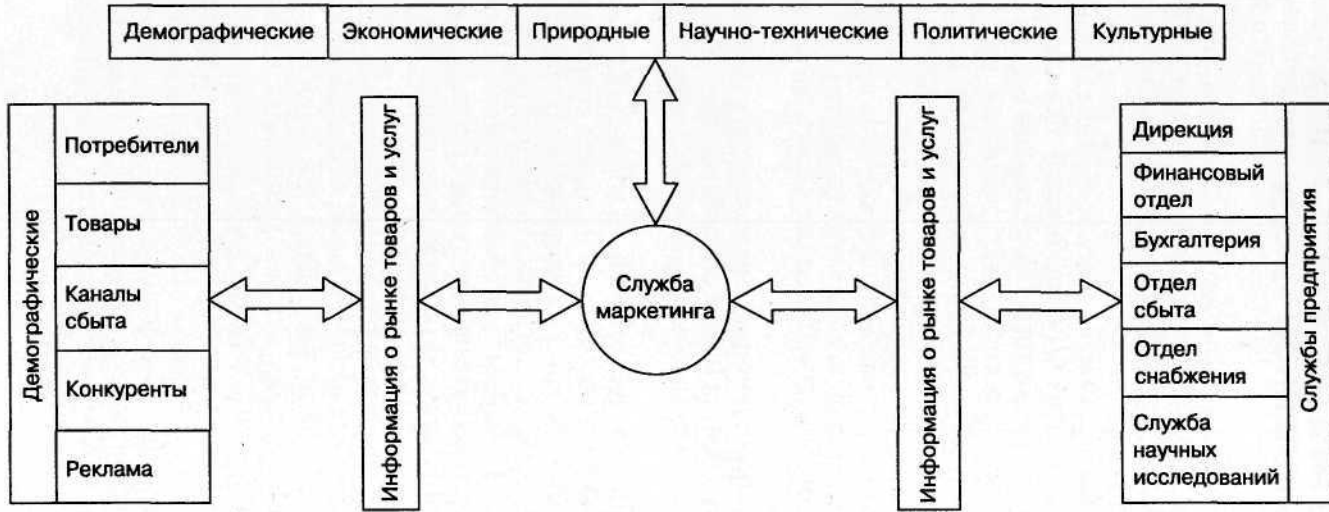 Демографические Экономические Природные Научно-технические Политические Культурные
Демографические
Потребители
Товары
Каналы
сбыта
Конкуренты
Реклама
Информация о рынке товаров и услуг
Служба
маркетинга
Информация о рынке товаров и услуг
Дирекция
Финансовый
отдел
Бухгалтерия
Отдел
сбыта
Отдел
снабжения
Служба
научных
исследований
Службы предприятия